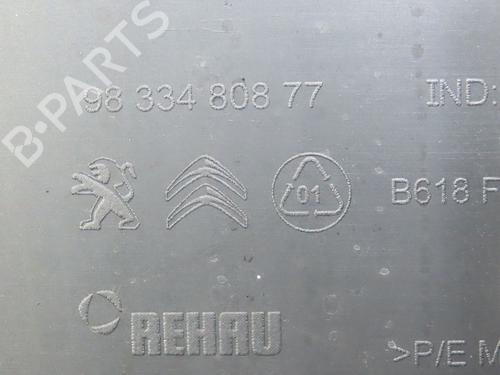 B-PARTS
98 334 808 77 IND:
01
B618 F
REHAU
>P/E M